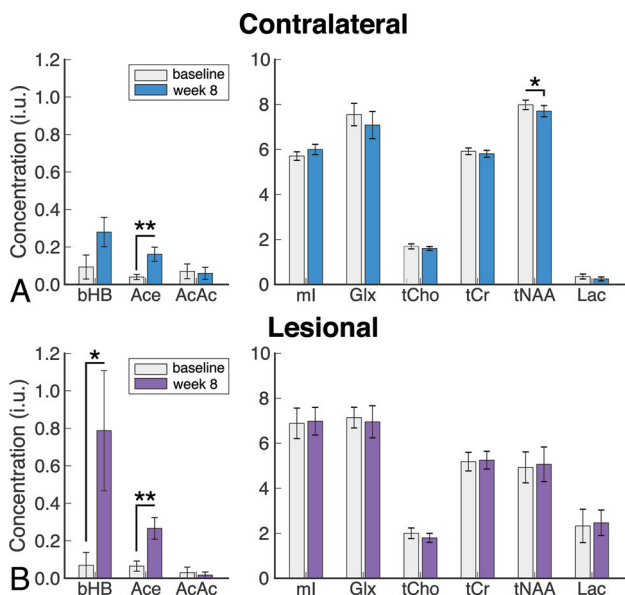 Contralateral
1.2
1.0
0.8
0.6
0.4
0.2
0.0
Concentration (i.u.)
baseline
week 8
**
bHB Ace AcAc
A
10
8
6
4
2
0
*
mI Glx tCho tCr tNAA Lac
Lesional
1.2
1.0
0.8
0.6
0.4
0.2
0.0
Concentration (i.u.)
baseline
week 8
*
**
bHB Ace AcAc
B
10
8
6
4
2
0
mI Glx tCho tCr tNAA Lac